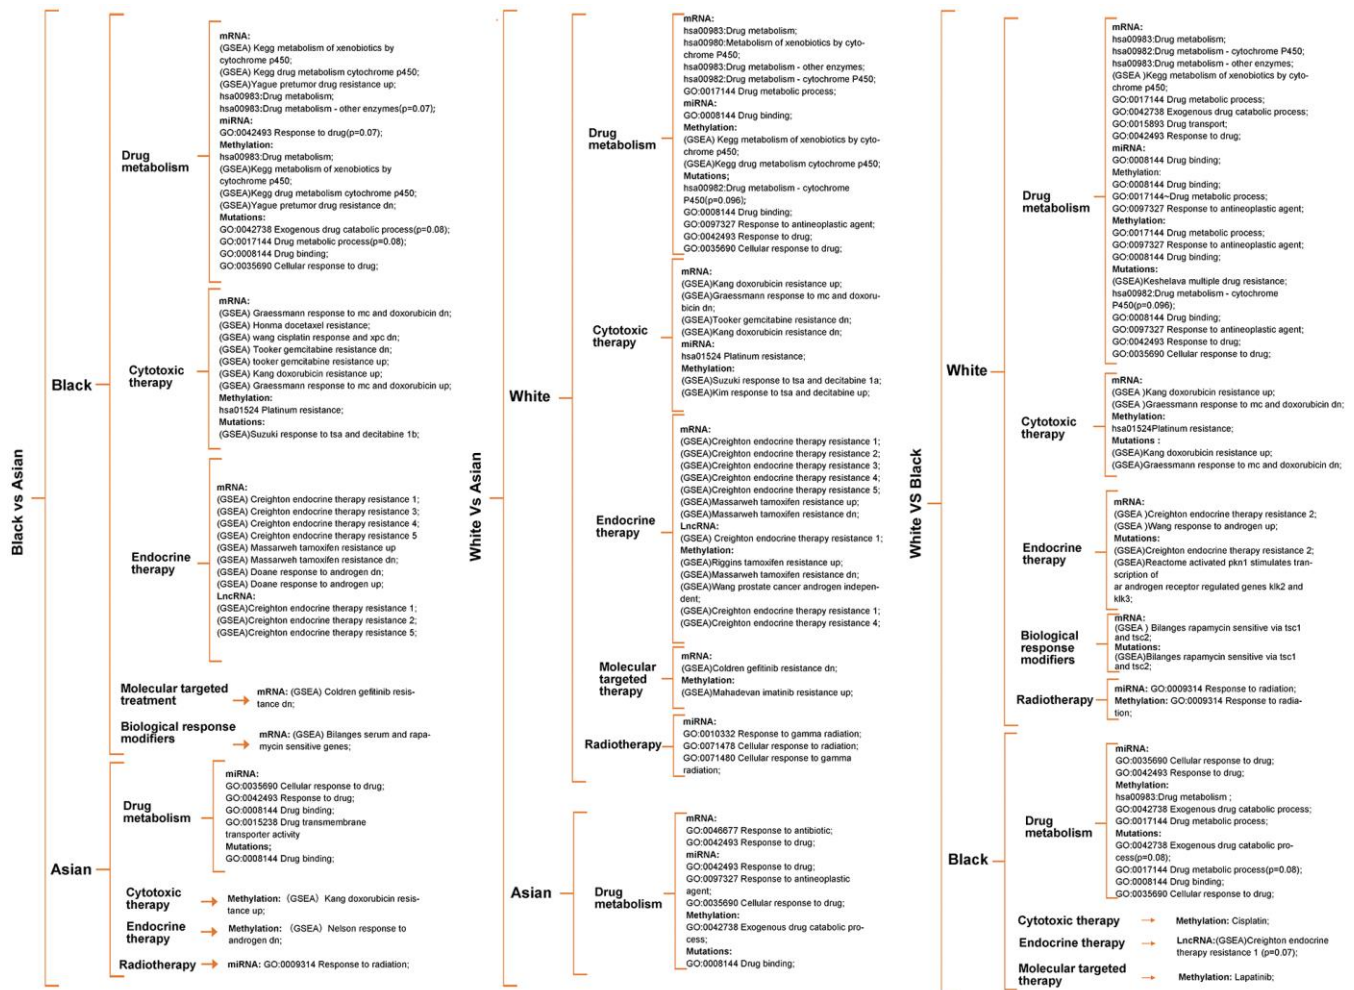 Black vs Asian
Black
Drug
metabolism
mRNA:
(GSEA) Kegg metabolism of xenobiotics by
cytochrome p450;
(GSEA) Kegg drug metabolism cytochrome p450;
(GSEA)Yague pretumor drug resistance up;
hsa00983:Drug metabolism;
hsa00983:Drug metabolism - other enzymes(p=0.07);
miRNA:
GO:0042493 Response to drug(p=0.07);
Methylation:
hsa00983:Drug metabolism;
(GSEA)Kegg metabolism of xenobiotics by
cytochrome p450;
(GSEA)Kegg drug metabolism cytochrome p450;
(GSEA)Yague pretumor drug resistance dn;
Mutations:
GO:0042738 Exogenous drug catabolic process(p=0.08);
GO:0017144 Drug metabolic process(p=0.08);
GO:0008144 Drug binding;
GO:0035690 Cellular response to drug;
Cytotoxic
therapy
mRNA:
(GSEA) Graessmann response to mc and doxorubicin dn;
(GSEA) Honma docetaxel resistance;
(GSEA) wang cisplatin response and xpc dn;
(GSEA) Tooker gemcitabine resistance dn;
(GSEA) tooker gemcitabine resistance up;
(GSEA) Kang doxorubicin resistance up;
(GSEA) Graessmann response to mc and doxorubicin up;
Methylation:
hsa01524 Platinum resistance;
Mutations:
(GSEA)Suzuki response to tsa and decitabine 1b;
Endocrine
therapy
mRNA:
(GSEA) Creighton endocrine therapy resistance 1;
(GSEA) Creighton endocrine therapy resistance 3;
(GSEA) Creighton endocrine therapy resistance 4;
(GSEA) Creighton endocrine therapy resistance 5
(GSEA) Massarweh tamoxifen resistance up
(GSEA) Massarweh tamoxifen resistance dn;
(GSEA) Doane response to androgen dn;
(GSEA) Doane response to androgen up;
LncRNA:
(GSEA)Creighton endocrine therapy resistance 1;
(GSEA)Creighton endocrine therapy resistance 2;
(GSEA)Creighton endocrine therapy resistance 5;
Molecular targeted
treatment
mRNA: (GSEA) Coldren gefitinib resis-
tance dn;
Biological response
modifiers
mRNA: (GSEA) Bilanges serum and rapa-
mycin sensitive genes;
Asian
Drug
metabolism
miRNA:
GO:0035690 Cellular response to drug;
GO:0042493 Response to drug;
GO:0008144 Drug binding;
GO:0015238 Drug transmembrane
transporter activity
Mutations;
GO:0008144 Drug binding;
Cytotoxic
therapy
Methylation: (GSEA) Kang doxorubicin resis-
tance up;
Endocrine
therapy
Methylation: (GSEA) Nelson response to
androgen dn;
Radiotherapy
miRNA: GO:0009314 Response to radiation;
White Vs Asian
White
Drug
metabolism
mRNA:
hsa00983:Drug metabolism;
hsa00980:Metabolism of xenobiotics by cyto-
chrome P450;
hsa00983:Drug metabolism - other enzymes;
hsa00982:Drug metabolism - cytochrome P450;
GO:0017144 Drug metabolic process;
miRNA:
GO:0008144 Drug binding;
Methylation:
(GSEA) Kegg metabolism of xenobiotics by cyto-
chrome p450;
(GSEA)Kegg drug metabolism cytochrome p450;
Mutations;
hsa00982:Drug metabolism - cytochrome
P450(p=0.096);
GO:0008144 Drug binding;
GO:0097327 Response to antineoplastic agent;
GO:0042493 Response to drug;
GO:0035690 Cellular response to drug;
Cytotoxic
therapy
mRNA:
(GSEA)Kang doxorubicin resistance up;
(GSEA)Graessmann response to mc and doxoru-
bicin dn;
(GSEA)Tooker gemcitabine resistance dn;
(GSEA)Kang doxorubicin resistance dn;
miRNA:
hsa01524 Platinum resistance;
Methylation:
(GSEA)Suzuki response to tsa and decitabine 1a;
(GSEA)Kim response to tsa and decitabine up;
Endocrine
therapy
mRNA:
(GSEA)Creighton endocrine therapy resistance 1;
(GSEA)Creighton endocrine therapy resistance 2;
(GSEA)Creighton endocrine therapy resistance 3;
(GSEA)Creighton endocrine therapy resistance 4;
(GSEA)Creighton endocrine therapy resistance 5;
(GSEA)Massarweh tamoxifen resistance up;
(GSEA)Massarweh tamoxifen resistance dn;
LncRNA:
(GSEA) Creighton endocrine therapy resistance 1;
Methylation:
(GSEA)Riggins tamoxifen resistance up;
(GSEA)Massarweh tamoxifen resistance dn;
(GSEA)Wang prostate cancer androgen indepen-
dent;
(GSEA)Creighton endocrine therapy resistance 1;
(GSEA)Creighton endocrine therapy resistance 4;
Molecular
targeted
therapy
mRNA:
(GSEA)Coldren gefitinib resistance dn;
Methylation:
(GSEA)Mahadevan imatinib resistance up;
Radiotherapy
miRNA:
GO:0010332 Response to gamma radiation;
GO:0071478 Cellular response to radiation;
GO:0071480 Cellular response to gamma
radiation;
Asian
Drug
metabolism
mRNA:
GO:0046677 Response to antibiotic;
GO:0042493 Response to drug;
miRNA:
GO:0042493 Response to drug;
GO:0097327 Response to antineoplastic
agent;
GO:0035690 Cellular response to drug;
Methylation:
GO:0042738 Exogenous drug catabolic pro-
cess;
Mutations:
GO:0008144 Drug binding;
White VS Black
White
Drug
metabolism
mRNA:
hsa00983:Drug metabolism;
hsa00982:Drug metabolism - cytochrome P450;
hsa00983:Drug metabolism - other enzymes;
(GSEA )Kegg metabolism of xenobiotics by cyto-
chrome p450;
GO:0017144 Drug metabolic process;
GO:0042738 Exogenous drug catabolic process;
GO:0015893 Drug transport;
GO:0042493 Response to drug;
miRNA:
GO:0008144 Drug binding;
Methylation:
GO:0008144 Drug binding;
GO:0017144~Drug metabolic process;
GO:0097327 Response to antineoplastic agent;
Methylation:
GO:0017144 Drug metabolic process;
GO:0097327 Response to antineoplastic agent;
GO:0008144 Drug binding;
Mutations:
(GSEA)Keshelava multiple drug resistance;
hsa00982:Drug metabolism - cytochrome
P450(p=0.096);
GO:0008144 Drug binding;
GO:0097327 Response to antineoplastic agent;
GO:0042493 Response to drug;
GO:0035690 Cellular response to drug;
Cytotoxic
therapy
mRNA:
(GSEA )Kang doxorubicin resistance up;
(GSEA )Graessmann response to mc and doxorubicin dn;
Methylation:
hsa01524Platinum resistance;
Mutations :
(GSEA)Kang doxorubicin resistance up;
(GSEA)Graessmann response to mc and doxorubicin dn;
Endocrine
therapy
mRNA:
(GSEA )Creighton endocrine therapy resistance 2;
(GSEA )Wang response to androgen up;
Mutations:
(GSEA)Creighton endocrine therapy resistance 2;
(GSEA)Reactome activated pkn1 stimulates tran-
scription of
ar androgen receptor regulated genes klk2 and
klk3;
Biological
response
modifiers
mRNA:
(GSEA ) Bilanges rapamycin sensitive via tsc1
and tsc2;
Mutations:
(GSEA)Bilanges rapamycin sensitive via tsc1
and tsc2;
Radiotherapy
miRNA: GO:0009314 Response to radiation;
Methylation: GO:0009314 Response to radia-
tion;
Black
Drug
metabolism
miRNA:
GO:0035690 Cellular response to drug;
GO:0042493 Response to drug;
Methylation:
hsa00983:Drug metabolism ;
GO:0042738 Exogenous drug catabolic process;
GO:0017144 Drug metabolic process;
Mutations:
GO:0042738 Exogenous drug catabolic pro-
cess(p=0.08);
GO:0017144 Drug metabolic process(p=0.08);
GO:0008144 Drug binding;
GO:0035690 Cellular response to drug;
Cytotoxic therapy
Methylation: Cisplatin;
Endocrine therapy
LncRNA:(GSEA)Creighton endocrine
therapy resistance 1 (p=0.07);
Molecular targeted
therapy
Methylation: Lapatinib;